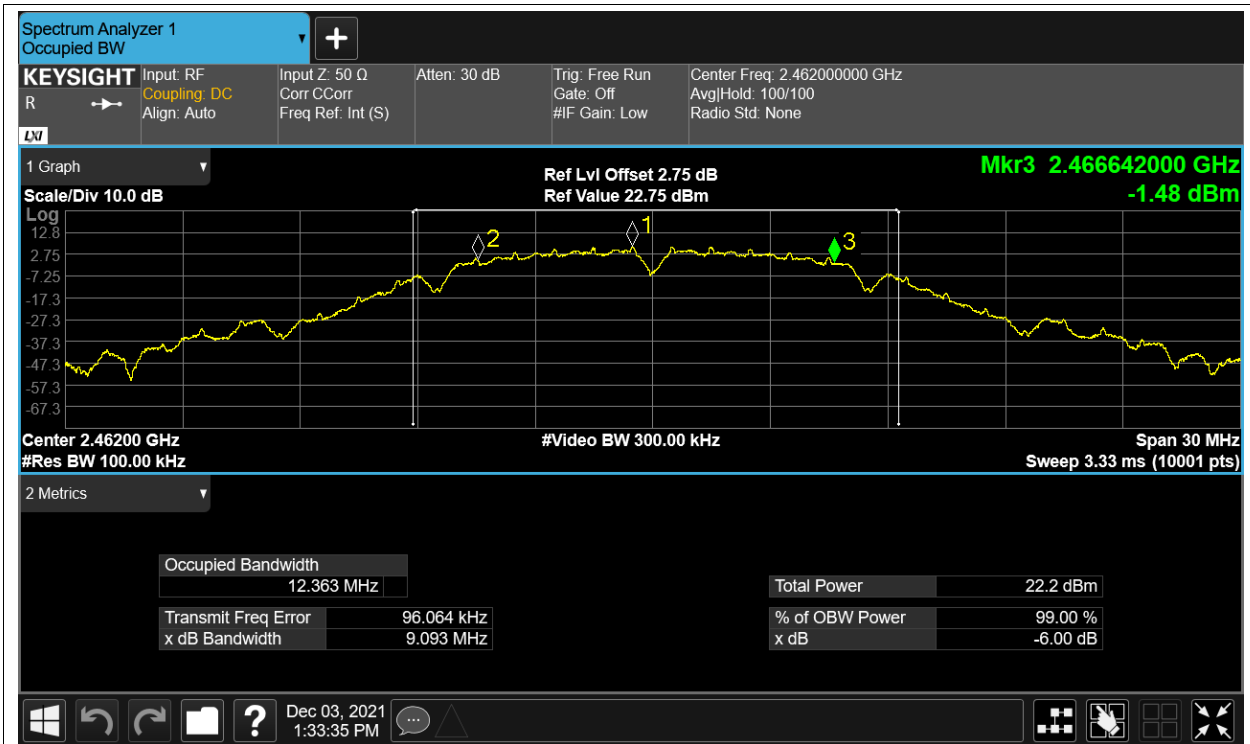 Spectrum Analyzer 1
Occupied BW
KEYSIGHT
R
LXI
Input: RF
Coupling: DC
Align: Auto
Input Z: 50 Ω
Corr CCorr
Freq Ref: Int (S)
Atten: 30 dB
Trig: Free Run
Gate: Off
#IF Gain: Low
Center Freq: 2.462000000 GHz
Avg|Hold: 100/100
Radio Std: None
1 Graph
Scale/Div 10.0 dB
Ref Lvl Offset 2.75 dB
Ref Value 22.75 dBm
Mkr3 2.466642000 GHz
-1.48 dBm
Log
12.8
2.75
-7.25
-17.3
-27.3
-37.3
-47.3
-57.3
-67.3
2
1
3
Center 2.46200 GHz
#Res BW 100.00 kHz
#Video BW 300.00 kHz
Span 30 MHz
Sweep 3.33 ms (10001 pts)
2 Metrics
Occupied Bandwidth
12.363 MHz
Transmit Freq Error 96.064 kHz
x dB Bandwidth 9.093 MHz
Total Power 22.2 dBm
% of OBW Power 99.00 %
x dB -6.00 dB
?
Dec 03, 2021
1:33:35 PM